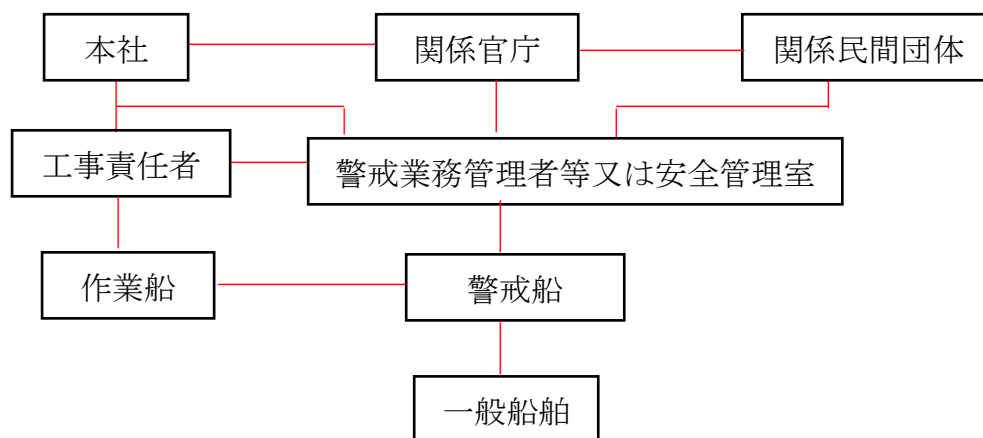 本社
関係官庁
関係民間団体
工事責任者
警戒業務管理者等又は安全管理室
作業船
警戒船
一般船舶